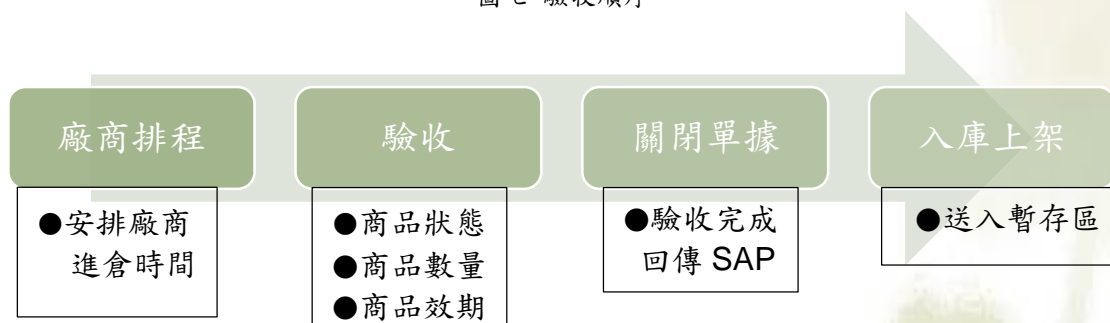 圖七 驗收順序
廠商排程
驗收
關閉單據
入庫上架
●安排廠商
進倉時間
●商品狀態
●商品數量
●商品效期
●驗收完成
回傳 SAP
●送入暫存區